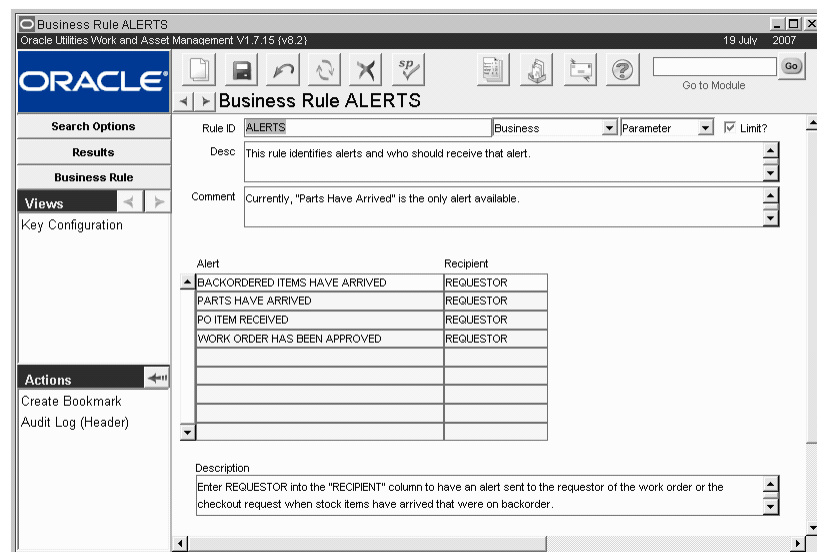 Business Rule ALERTS
Oracle Utilities Work and Asset Management V1.7.15 {v8.2} 19 July 2007
ORACLE
sp
Go
Go to Module
Business Rule ALERTS
Search Options
Results
Business Rule
Views
Key Configuration
Actions
Create Bookmark
Audit Log (Header)
Rule ID ALERTS Business Parameter Limit?
Desc This rule identifies alerts and who should receive that alert.
Comment Currently, "Parts Have Arrived" is the only alert available.
Alert Recipient
BACKORDERED ITEMS HAVE ARRIVED REQUESTOR
PARTS HAVE ARRIVED REQUESTOR
PO ITEM RECEIVED REQUESTOR
WORK ORDER HAS BEEN APPROVED REQUESTOR
Description
Enter REQUESTOR into the "RECIPIENT" column to have an alert sent to the requestor of the work order or the
checkout request when stock items have arrived that were on backorder.